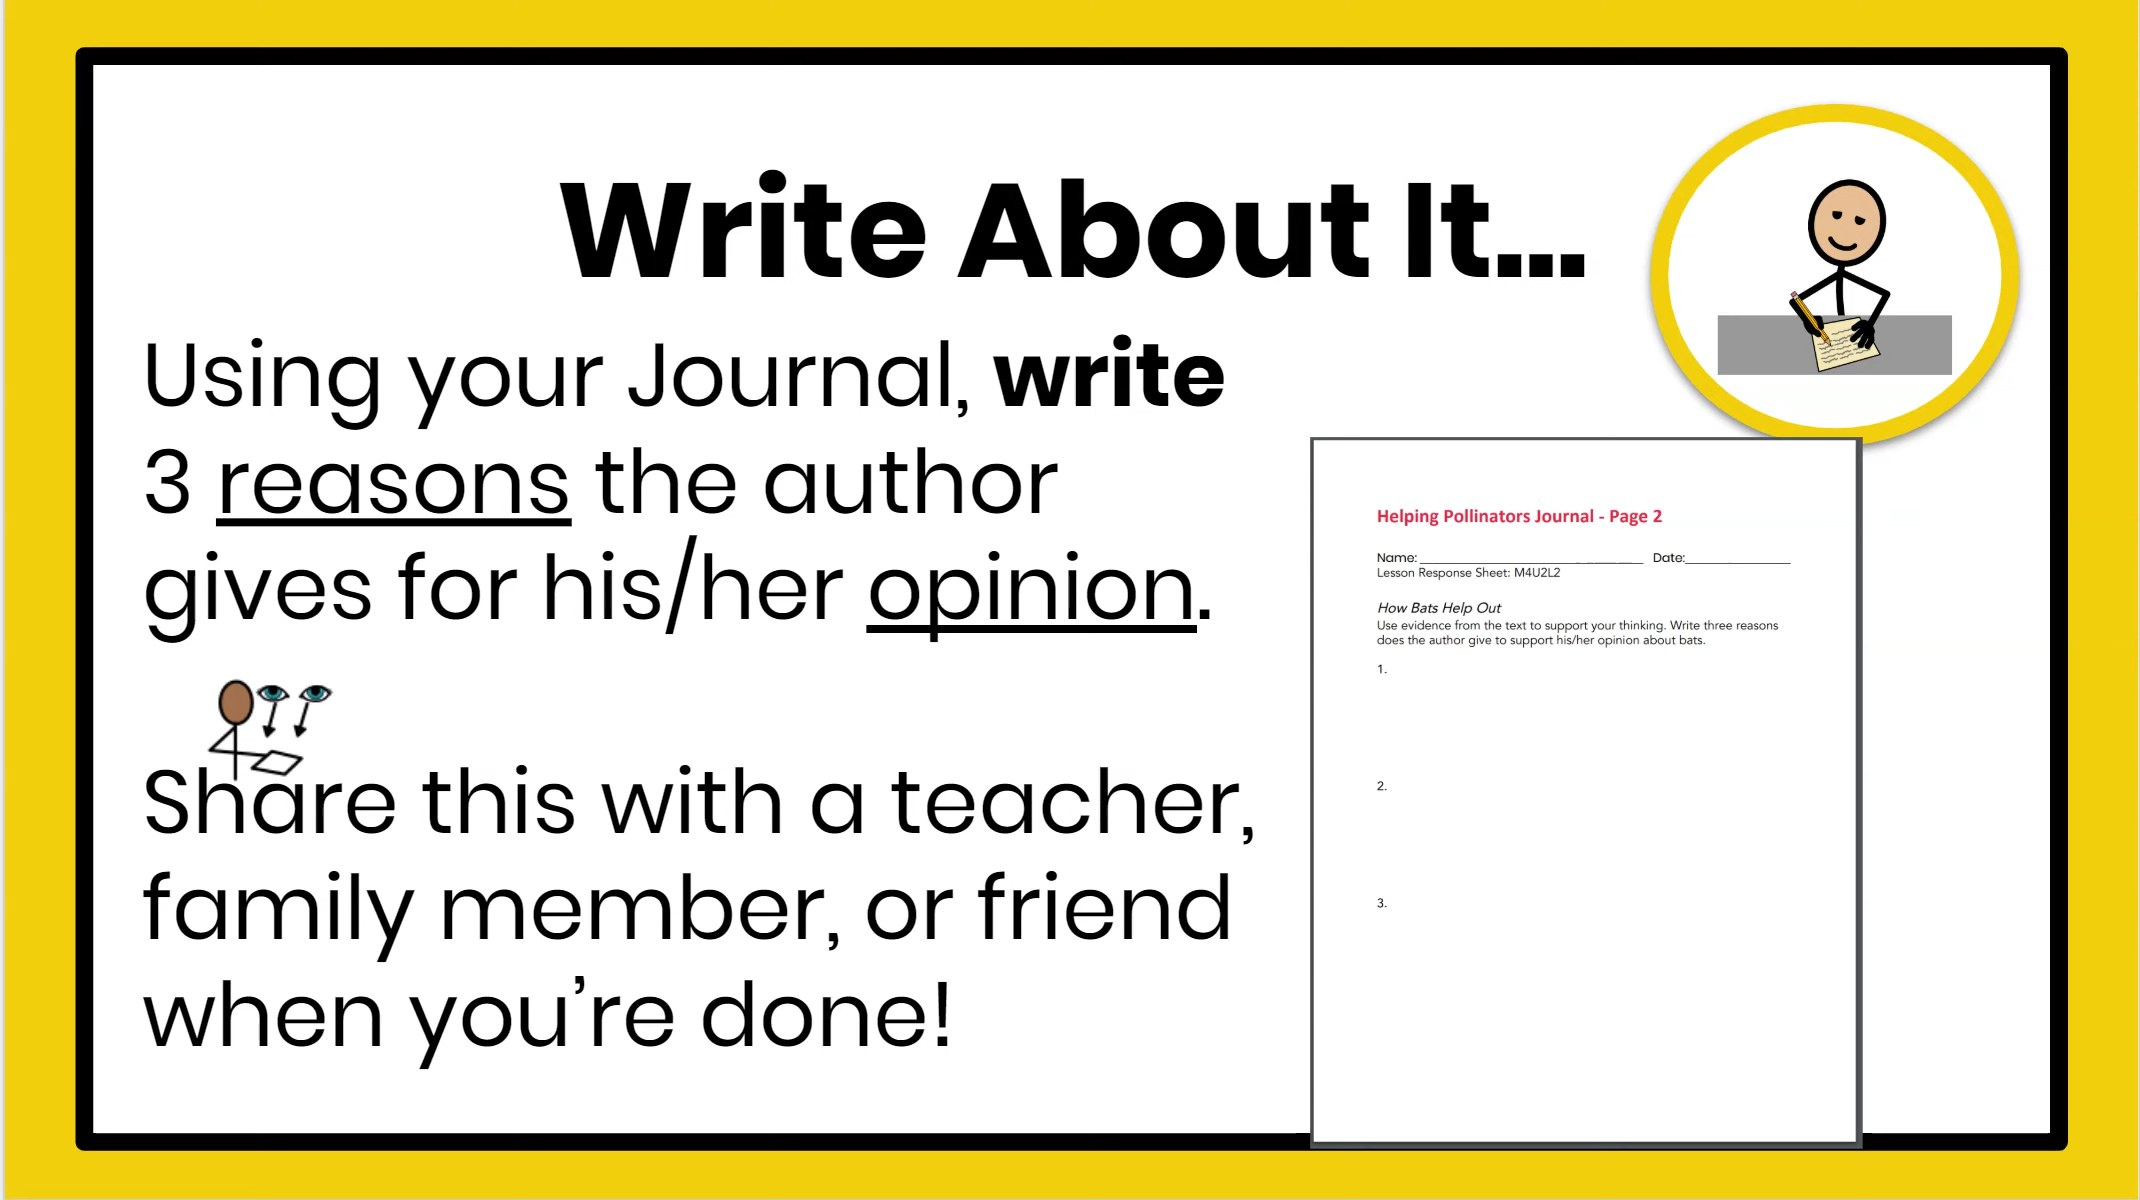 Write About It...
Using your Journal, write
3 reasons the author
gives for his/her opinion.
Share this with a teacher,
family member, or friend
when you’re done!
Helping Pollinators Journal - Page 2
Name: ______________________________ Date:______________
Lesson Response Sheet: M4U2L2
How Bats Help Out
Use evidence from the text to support your thinking. Write three reasons
does the author give to support his/her opinion about bats.
1.
2.
3.